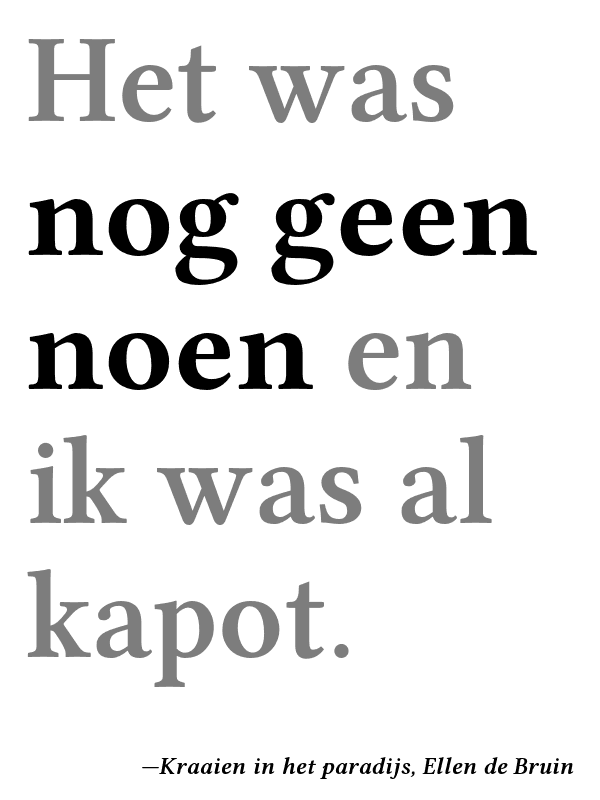 Het was
nog geen
noen en
ik was al
kapot.
—Kraaien in het paradijs, Ellen de Bruin